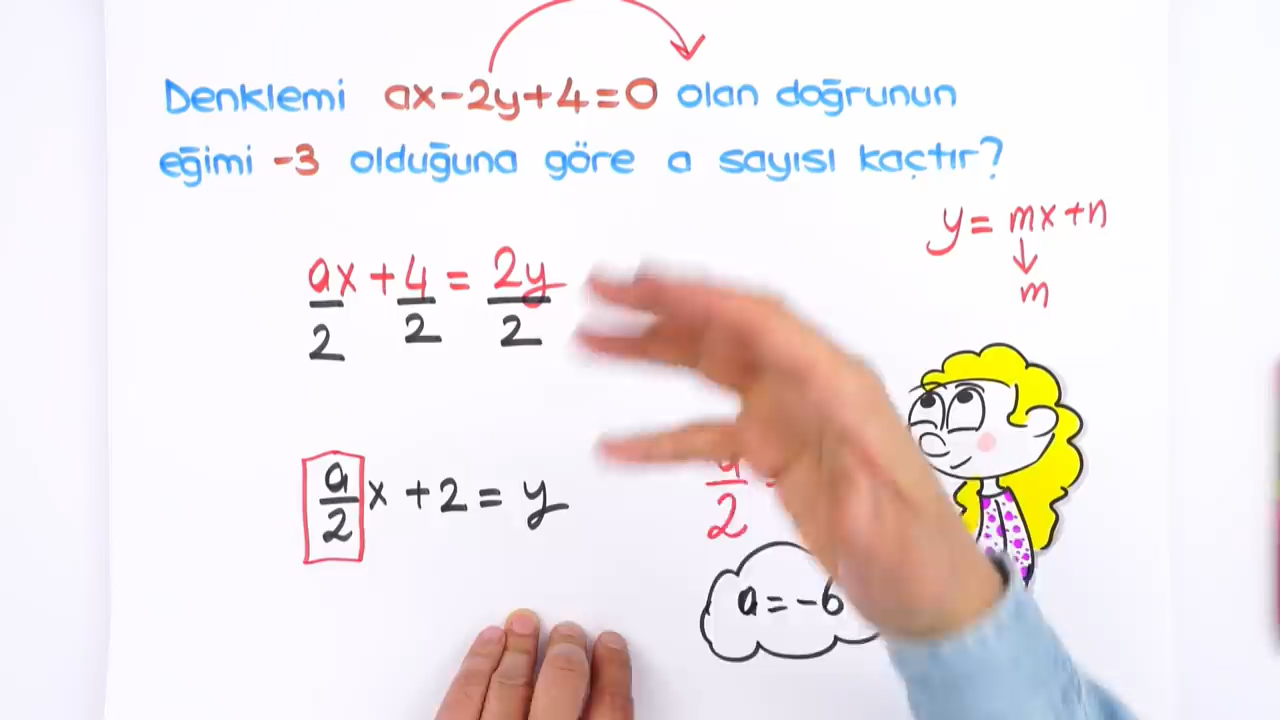 Denklemi ax-2y+4=0 olan doğrunun
eğimi -3 olduğuna göre a sayısı kaçtır?
y = mx+n
m
ax + 4 = 2y
2 2 2
a/2 x + 2 = y
a/2
a = -6